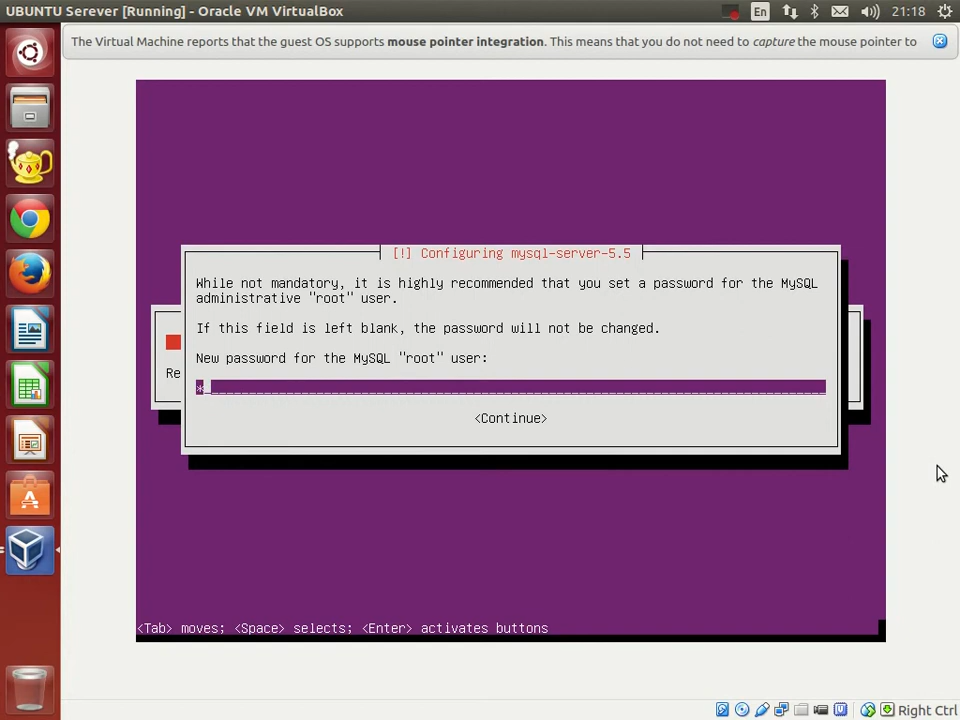 UBUNTU Serever [Running] - Oracle VM VirtualBox
En
21:18
The Virtual Machine reports that the guest OS supports mouse pointer integration. This means that you do not need to capture the mouse pointer to
[!] Configuring mysql-server-5.5
While not mandatory, it is highly recommended that you set a password for the MySQL
administrative "root" user.
If this field is left blank, the password will not be changed.
Re
New password for the MySQL "root" user:
*
<Continue>
<Tab> moves; <Space> selects; <Enter> activates buttons
Right Ctrl